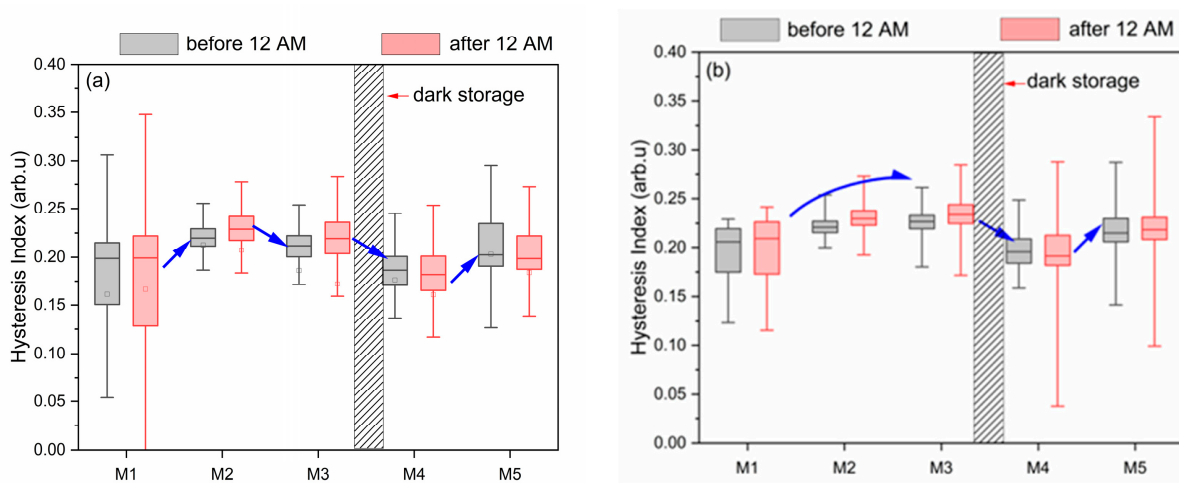 before 12 AM
after 12 AM
(a)
dark storage
Hysteresis Index (arb.u)
0.40
0.35
0.30
0.25
0.20
0.15
0.10
0.05
0.00
M1 M2 M3 M4 M5
before 12 AM
after 12 AM
(b)
dark storage
Hysteresis Index (arb.u)
0.40
0.35
0.30
0.25
0.20
0.15
0.10
0.05
0.00
M1 M2 M3 M4 M5